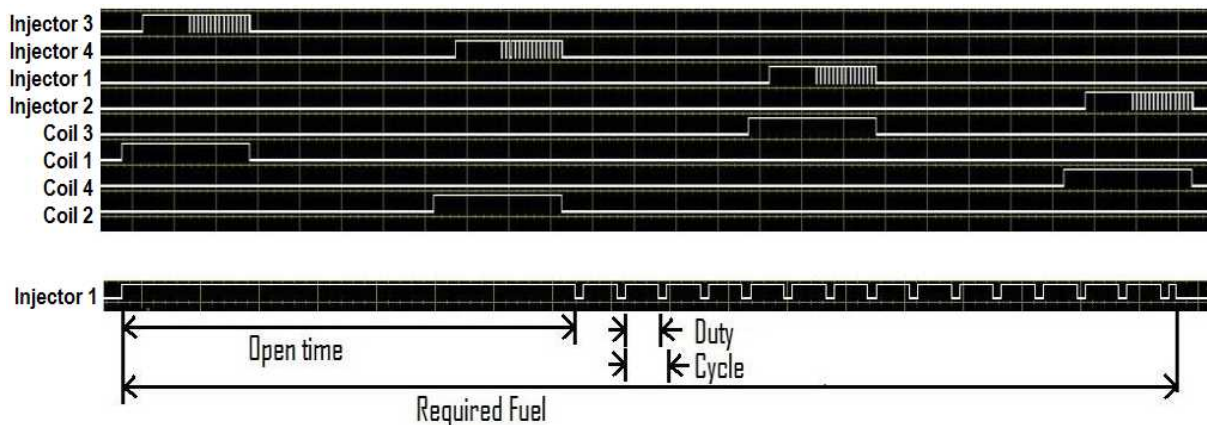 Injector 3
Injector 4
Injector 1
Injector 2
Coil 3
Coil 1
Coil 4
Coil 2
Injector 1
Open time
Duty
Cycle
Required Fuel